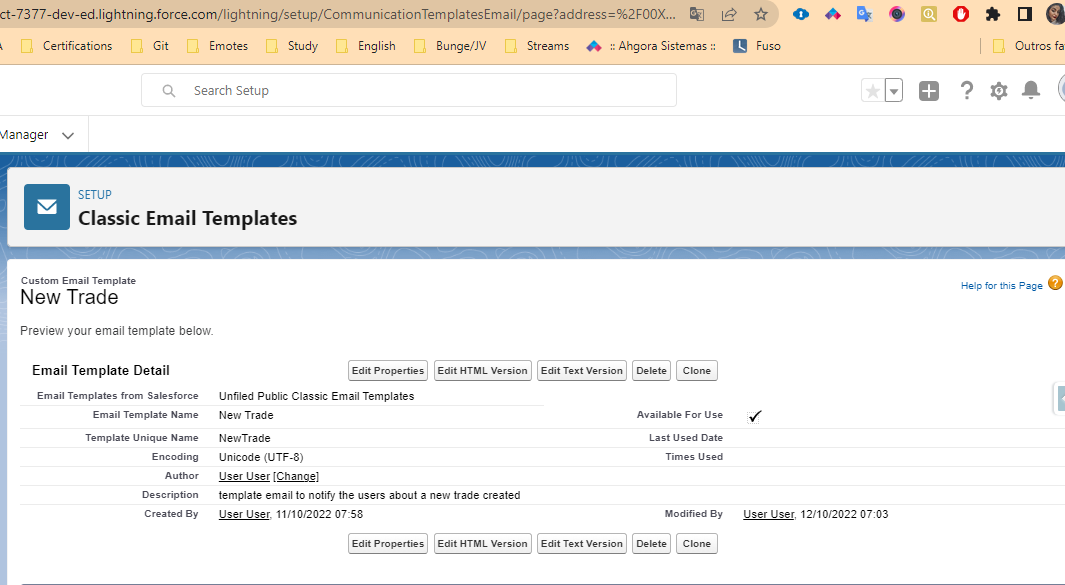 ct-7377-dev-ed.lightning.force.com/lightning/setup/CommunicationTemplatesEmail/page?address=%2F00X...
Certifications Git Emotes Study English Bunge/JV Streams :: Ahgora Sistemas :: Fuso Outros fa
Search Setup
Manager
SETUP
Classic Email Templates
Custom Email Template
New Trade
Help for this Page ?
Preview your email template below.
Email Template Detail Edit Properties Edit HTML Version Edit Text Version Delete Clone
Email Templates from Salesforce Unfiled Public Classic Email Templates
Email Template Name New Trade Available For Use ✓
Template Unique Name NewTrade Last Used Date
Encoding Unicode (UTF-8) Times Used
Author User User [Change]
Description template email to notify the users about a new trade created
Created By User User, 11/10/2022 07:58 Modified By User User, 12/10/2022 07:03
Edit Properties Edit HTML Version Edit Text Version Delete Clone